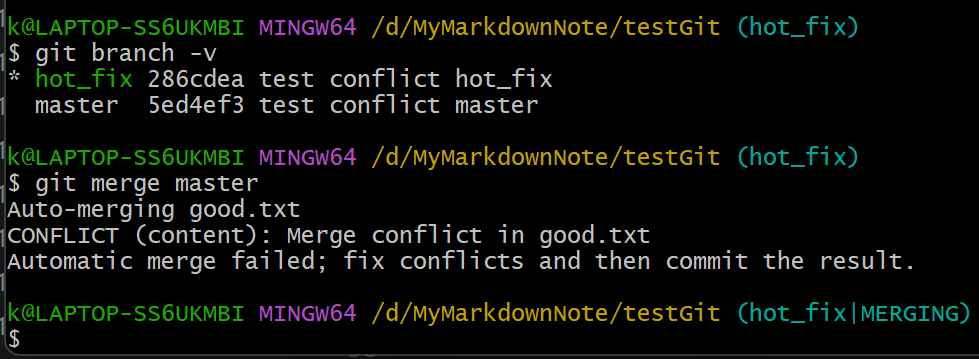 k@LAPTOP-SS6UKMBI MINGW64 /d/MyMarkdownNote/testGit (hot_fix)
$ git branch -v
* hot_fix 286cdea test conflict hot_fix
  master  5ed4ef3 test conflict master

k@LAPTOP-SS6UKMBI MINGW64 /d/MyMarkdownNote/testGit (hot_fix)
$ git merge master
Auto-merging good.txt
CONFLICT (content): Merge conflict in good.txt
Automatic merge failed; fix conflicts and then commit the result.

k@LAPTOP-SS6UKMBI MINGW64 /d/MyMarkdownNote/testGit (hot_fix|MERGING)
$